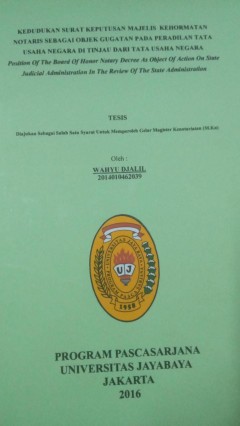 KEDUDUKAN SURAT KEPUTUSAN MAJELIS KEHORMATAN
NOTARIS SEBAGAI OBJEK GUGATAN PADA PERADILAN TATA
USAHA NEGARA DI TINJAU DARI TATA USAHA NEGARA
Position Of The Board Of Honor Notary Decree As Object Of Action On State
Judicial Administration In The Review Of The State Administration
TESIS
Diajukan Sebagai Salah Satu Syarat Untuk Memperoleh Gelar Magister Kenotariatan (M.Kn)
Oleh :
WAHYU DJALIL
2014010462039
UJ
1958
PROGRAM PASCASARJANA
UNIVERSITAS JAYABAYA
JAKARTA
2016